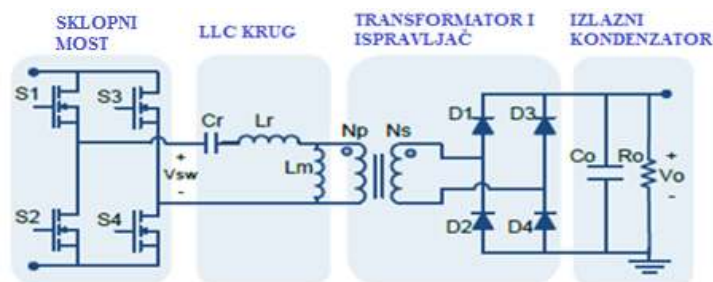 SKLOPNI
MOST
LLC KRUG
TRANSFORMATOR I
ISPRAVLJAČ
IZLAZNI
KONDENZATOR
S1
S3
S2
S4
+
Vsw
-
Cr
Lr
Lm
Np
Ns
D1
D3
D2
D4
Co
Ro
+
Vo
-